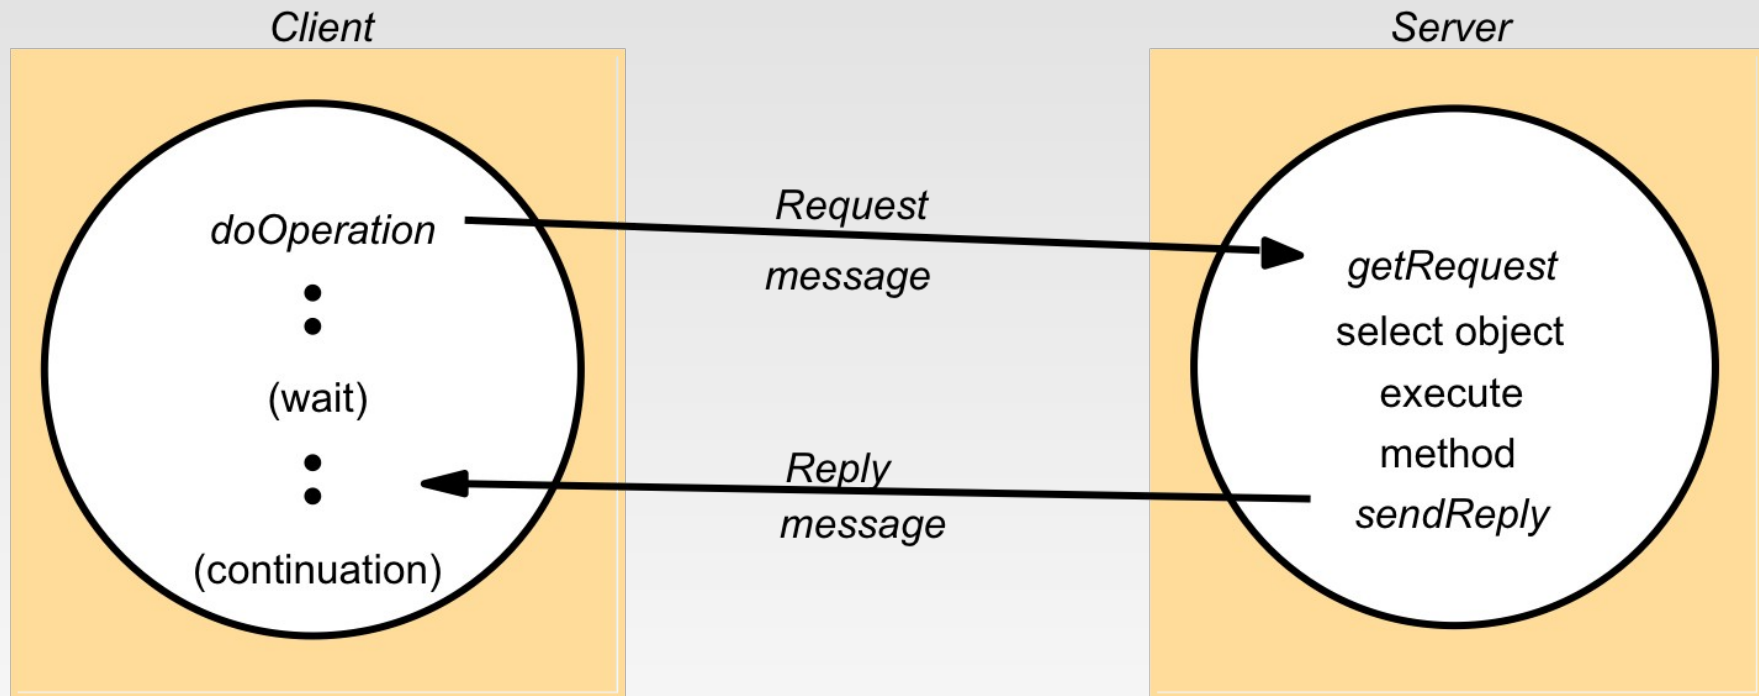 Client
Server
doOperation
(wait)
(continuation)
Request
message
Reply
message
getRequest
select object
execute
method
sendReply